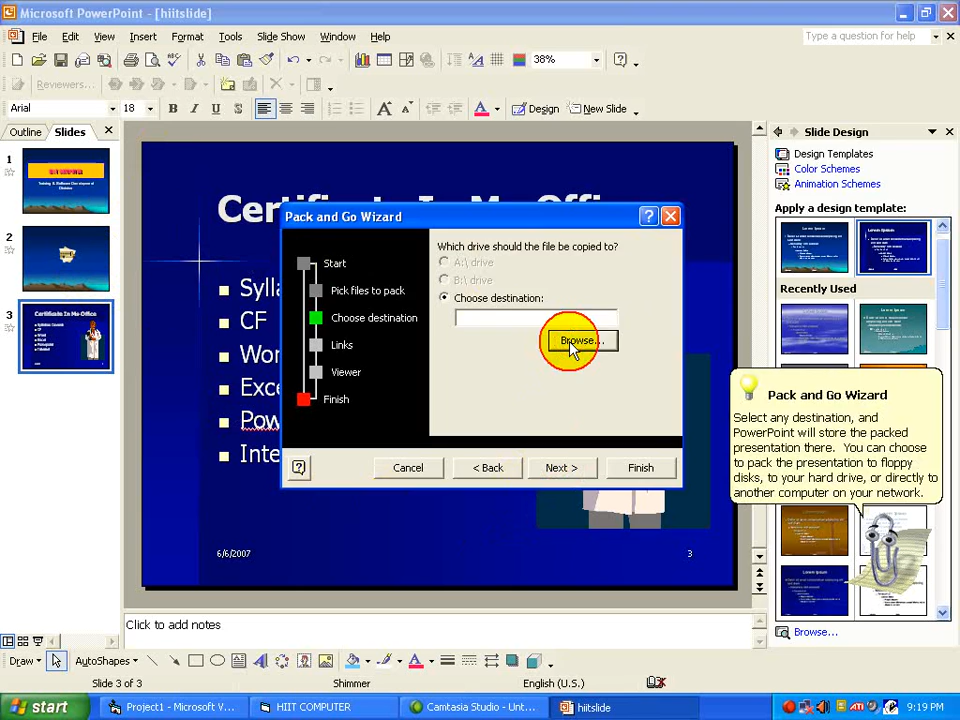 Microsoft PowerPoint - [hiitslide]
File Edit View Insert Format Tools Slide Show Window Help
Type a question for help
38%
Reviewers...
Arial 18 B I U S A A A Design New Slide
Outline Slides
Slide Design
Design Templates
Color Schemes
Animation Schemes
Apply a design template:
Recently Used
1
2
3
Certificate In Ms Offi
Sylla
CF
Wor
Exce
Pow
Inte
6/6/2007
3
Pack and Go Wizard
Start
Pick files to pack
Choose destination
Links
Viewer
Finish
Which drive should the file be copied to?
A:\ drive
B:\ drive
Choose destination:
Browse...
Cancel < Back Next > Finish
Pack and Go Wizard
Select any destination, and
PowerPoint will store the packed
presentation there. You can choose
to pack the presentation to floppy
disks, to your hard drive, or directly to
another computer on your network.
Browse...
Click to add notes
Draw AutoShapes
Slide 3 of 3 Shimmer English (U.S.)
start Project1 - Microsoft V... HIIT COMPUTER Camtasia Studio - Unt... hiitslide 9:19 PM